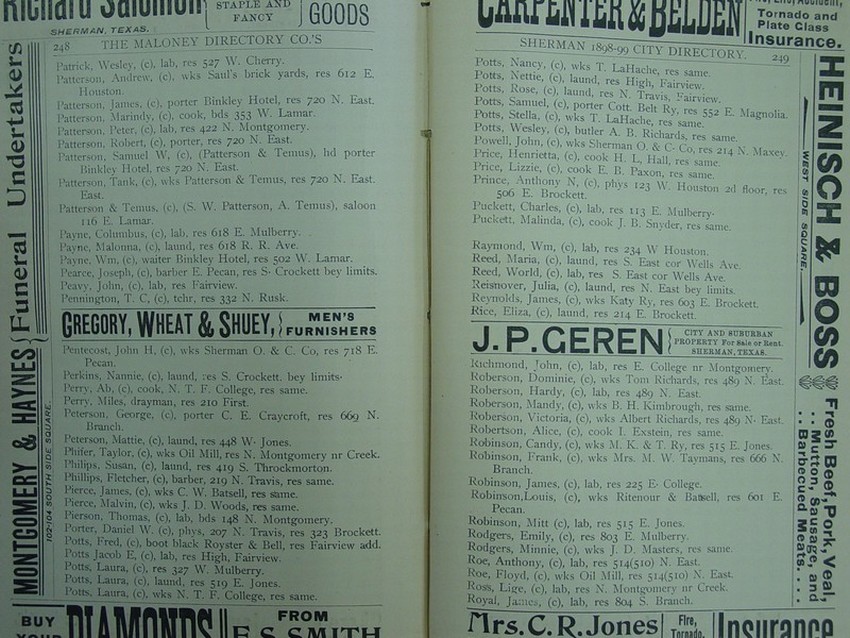 Richard Salomon
STAPLE AND
FANCY
GOODS
SHERMAN, TEXAS.
248 THE MALONEY DIRECTORY CO.'S
Patrick, Wesley, (c), lab, res 527 W. Cherry.
Patterson, Andrew, (c), wks Saul's brick yards, res 612 E.
Houston.
Patterson, James, (c), porter Binkley Hotel, res 720 N. East.
Patterson, Marindy, (c), cook, bds 353 W. Lamar.
Patterson, Peter, (c), lab, res 422 N. Montgomery.
Patterson, Robert, (c), porter, res 720 N. East.
Patterson, Samuel W, (c), (Patterson & Temus), hd porter
Binkley Hotel, res 720 N. East.
Patterson, Tank, (c), wks Patterson & Temus, res 720 N. East.
East.
Patterson & Temus, (c), (S. W. Patterson, A. Temus), saloon
116 E. Lamar.
Payne, Columbus, (c), lab, res 618 E. Mulberry.
Payne, Malonna, (c), laund, res 618 R. R. Ave.
Payne, Wm, (c), waiter Binkley Hotel, res 502 W. Lamar.
Pearce, Joseph, (c), barber E. Pecan, res S. Crockett bey limits.
Peavy, John, (c), lab, res Fairview.
Pennington, T. C, (c), tchr, res 332 N. Rusk.
GREGORY, WHEAT & SHUEY,
MEN'S
FURNISHERS
Pentecost, John H, (c), wks Sherman O. & C. Co, res 718 E.
Pecan.
Perkins, Nannie, (c), laund, res S. Crockett. bey limits.
Perry, Ab, (c), cook, N. T. F. College, res same.
Perry, Miles, drayman, res 210 First.
Peterson, George, (c), porter C. E. Craycroft, res 669 N.
Branch.
Peterson, Mattie, (c), laund, res 448 W. Jones.
Phifer, Taylor, (c), wks Oil Mill, res N. Montgomery nr Creek.
Philips, Susan, (c), laund, res 419 S. Throckmorton.
Phillips, Fletcher, (c), barber, 219 N. Travis, res same.
Pierce, James, (c), wks C. W. Batsell, res same.
Pierce, Malvin, (c), wks J. D. Woods, res same.
Pierson, Thomas, (c), lab, bds 148 N. Montgomery.
Porter, Daniel W, (c), phys, 207 N. Travis, res 323 Brockett.
Potts, Fred, (c), boot black Royster & Bell, res Fairview add.
Potts Jacob E, (c), lab, res High, Fairview.
Potts, Laura, (c), res 327 W. Mulberry.
Potts, Laura, (c), laund, res 519 E. Jones.
Potts, Laura, (c), wks N. T. F. College, res same.
BUY
YOUR
DIAMONDS
FROM
E. S. SMITH
Funeral Undertakers
MONTGOMERY & HAYNES
102-104 SOUTH SIDE SQUARE.
CARPENTER & BELDEN
Fire, Life, Accident,
Tornado and
Plate Glass
Insurance.
SHERMAN 1898-99 CITY DIRECTORY. 249
Potts, Nancy, (c), wks T. LaHache, res same.
Potts, Nettie, (c), laund, res High, Fairview.
Potts, Rose, (c), laund, res N. Travis, Fairview.
Potts, Samuel, (c), porter Cott. Belt Ry, res 552 E. Magnolia.
Potts, Stella, (c), wks T. LaHache, res same.
Potts, Wesley, (c), butler A. B. Richards, res same.
Powell, John, (c), wks Sherman O. & C. Co, res 214 N. Maxey.
Price, Henrietta, (c), cook H. L. Hall, res same.
Price, Lizzie, (c), cook E. B. Paxon, res same.
Prince, Anthony N, (c), phys 123 W. Houston 2d floor, res
506 E. Brockett.
Puckett, Charles, (c), lab, res 113 E. Mulberry.
Puckett, Malinda, (c), cook J. B. Snyder, res same.
Raymond, Wm, (c), lab, res 234 W Houston.
Reed, Maria, (c), laund, res S. East cor Wells Ave.
Reed, World, (c), lab, res S. East cor Wells Ave.
Reisnover, Julia, (c), laund, res N. East bey limits.
Reynolds, James, (c), wks Katy Ry, res 603 E. Brockett.
Rice, Eliza, (c), laund, res 214 E. Brockett.
J. P. GEREN
CITY AND SUBURBAN
PROPERTY For Sale or Rent.
SHERMAN, TEXAS.
Richmond, John, (c), lab, res E. College nr Montgomery.
Roberson, Dominie, (c), wks Tom Richards, res 489 N. East.
Roberson, Hardy, (c), lab, res 489 N. East.
Roberson, Mandy, (c), wks B. H. Kimbrough, res same.
Roberson, Victoria, (c), wks Albert Richards, res 489 N. East.
Robertson, Alice, (c), cook I. Exstein, res same.
Robinson, Candy, (c), wks M. K. & T. Ry, res 515 E. Jones.
Robinson, Frank, (c), wks Mrs. M. W. Taymans, res 666 N.
Branch.
Robinson, James, (c), lab, res 225 E. College.
Robinson, Louis, (c), wks Ritenour & Batsell, res 601 E.
Pecan.
Robinson, Mitt (c), lab, res 515 E. Jones.
Rodgers, Emily, (c), res 803 E. Mulberry.
Rodgers, Minnie, (c), wks J. D. Masters, res same.
Roe, Anthony, (c), lab, res 514(510) N. East.
Roe, Floyd, (c), wks Oil Mill, res 514(510) N. East.
Ross, Lige, (c), lab, res N. Montgomery nr Creek.
Royal, James, (c), lab, res 804 S. Branch.
Mrs. C. R. Jones
Fire,
Tornado,
Insurance
HEINISCH & BOSS
WEST SIDE SQUARE.
Fresh Beef, Pork, Veal,
. . Mutton, Sausage, and
. . Barbecued Meats. . . .